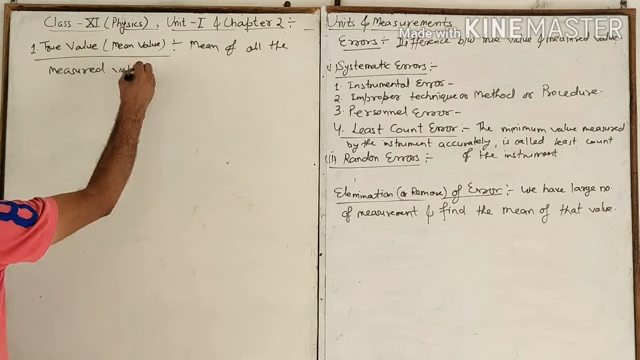 Class - XI (Physics), Unit - I & Chapter 2 :-
1. True Value (Mean Value) :- Mean of all the
measured val
Units & Measurements
Made with KINEMASTER
Errors :- Difference b/w true value & measured value
(i) Systematic Errors :-
1. Instrumental Error -
2. Improper technique or Method or Procedure.
3. Personnel Error -
4. Least Count Error :- The minimum value measured
by the instrument accurately, is called least count
of the instrument.
(ii) Random Errors :-
Elemination (or Remove) of Error :- We have large no.
of measurement & find the mean of that value.
8